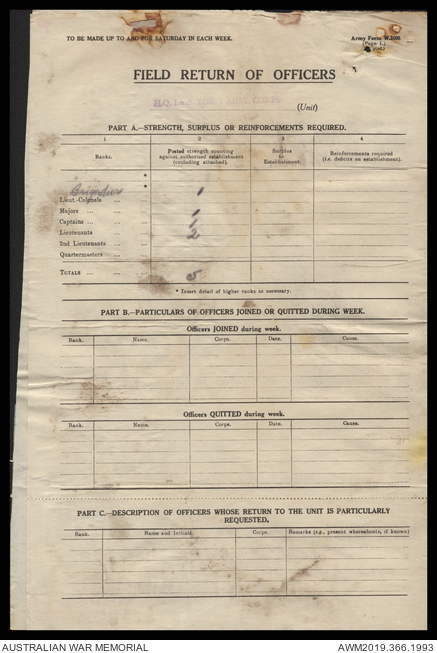 TO BE MADE UP TO AND FOR SATURDAY IN EACH WEEK.
Army Form W.3008
(Page 1.)
FIELD RETURN OF OFFICERS
(Unit)
PART A.—STRENGTH, SURPLUS OR REINFORCEMENTS REQUIRED.
1 2 3 4
Ranks. Posted strength counting against authorized establishment (excluding attached). Surplus to Establishment. Reinforcements required (i.e. deficits on establishment).
*
Brigadier * 1
Lieut.-Colonels ...
Majors ... ... 1
Captains ... ... 1
Lieutenants ... 2
2nd Lieutenants ...
Quartermasters ...
TOTALS ... ... 5
* Insert detail of higher ranks as necessary.
PART B.—PARTICULARS OF OFFICERS JOINED OR QUITTED DURING WEEK.
Officers JOINED during week.
Rank. Name. Corps. Date. Cause.
Officers QUITTED during week.
Rank. Name. Corps. Date. Cause.
PART C.—DESCRIPTION OF OFFICERS WHOSE RETURN TO THE UNIT IS PARTICULARLY
REQUESTED.
Rank. Name and Initials. Corps. Remarks (e.g., present whereabouts, if known)
AUSTRALIAN WAR MEMORIAL
AWM2019.366.1993